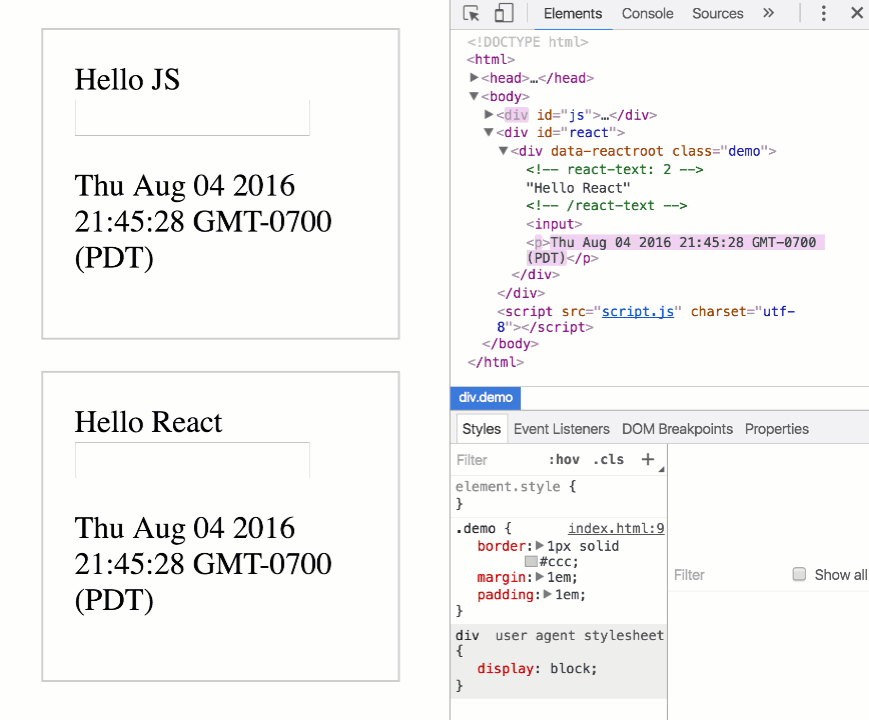 Hello JS
Thu Aug 04 2016
21:45:28 GMT-0700
(PDT)
Hello React
Thu Aug 04 2016
21:45:28 GMT-0700
(PDT)
Elements Console Sources »
<!DOCTYPE html>
<html>
▶<head>…</head>
▼<body>
▶<div id="js">…</div>
▼<div id="react">
▼<div data-reactroot class="demo">
<!-- react-text: 2 -->
"Hello React"
<!-- /react-text -->
<input>
<p>Thu Aug 04 2016 21:45:28 GMT-0700
(PDT)</p>
</div>
</div>
<script src="script.js" charset="utf-
8"></script>
</body>
</html>
div.demo
Styles Event Listeners DOM Breakpoints Properties
Filter :hov .cls +
element.style {
}
.demo { index.html:9
border:▶1px solid
#ccc;
margin:▶1em;
padding:▶1em;
}
div user agent stylesheet
{
display: block;
}
Filter Show all